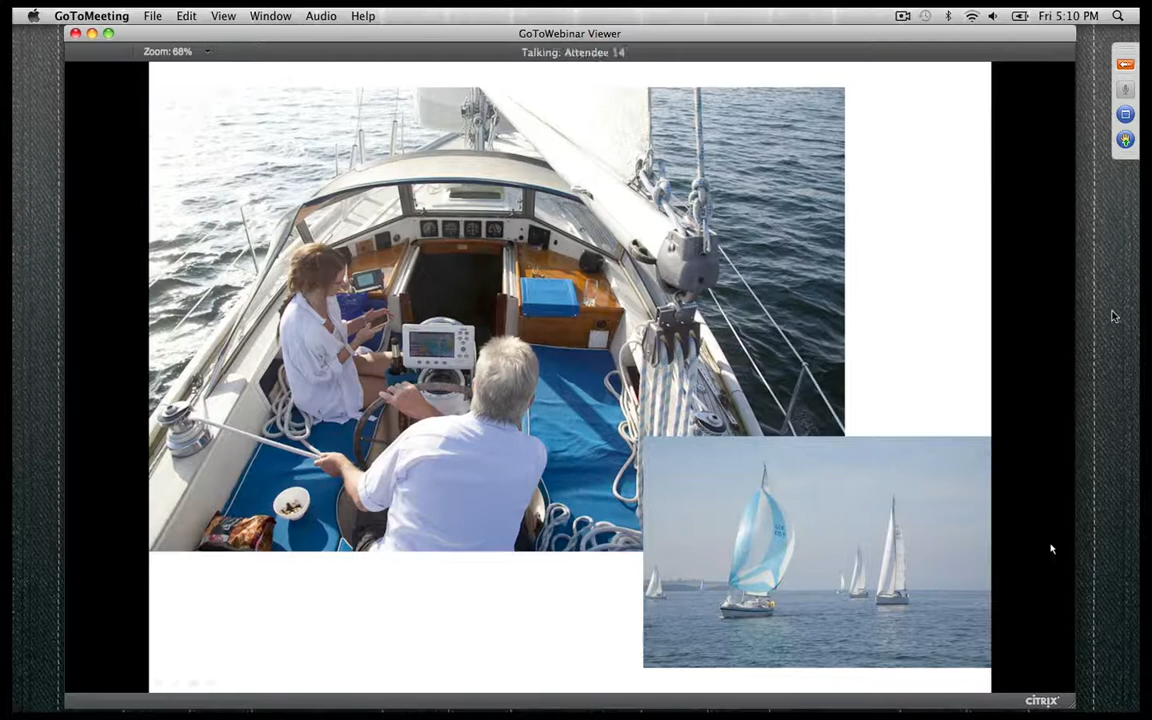 GoToMeeting File Edit View Window Audio Help Fri 5:10 PM
GoToWebinar Viewer
Zoom: 68% Talking: Attendee 14
CITRIX